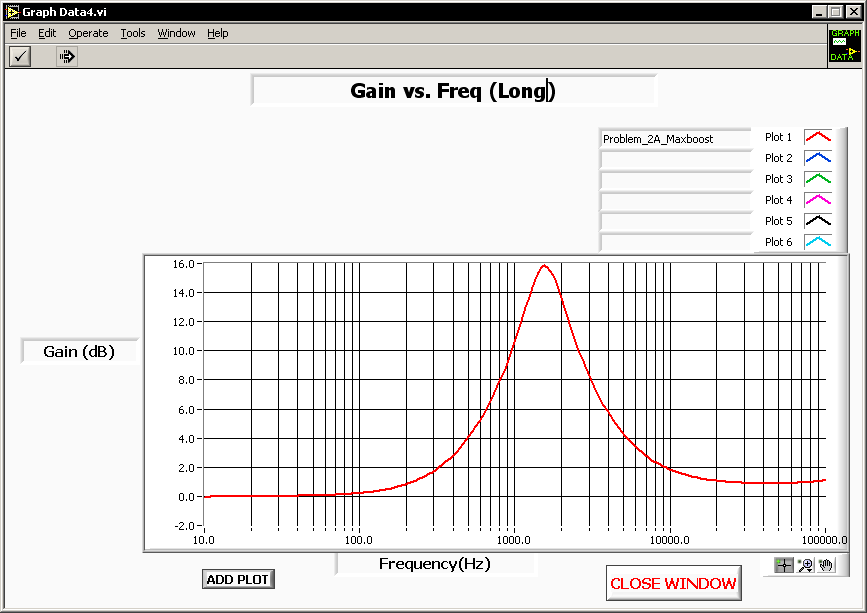 Graph Data4.vi
File Edit Operate Tools Window Help
GRAPH
DATA
Gain vs. Freq (Long)
Problem_2A_Maxboost Plot 1
Plot 2
Plot 3
Plot 4
Plot 5
Plot 6
16.0
14.0
12.0
10.0
8.0
6.0
4.0
2.0
0.0
-2.0
Gain (dB)
10.0 100.0 1000.0 10000.0 100000.0
Frequency(Hz)
ADD PLOT
CLOSE WINDOW